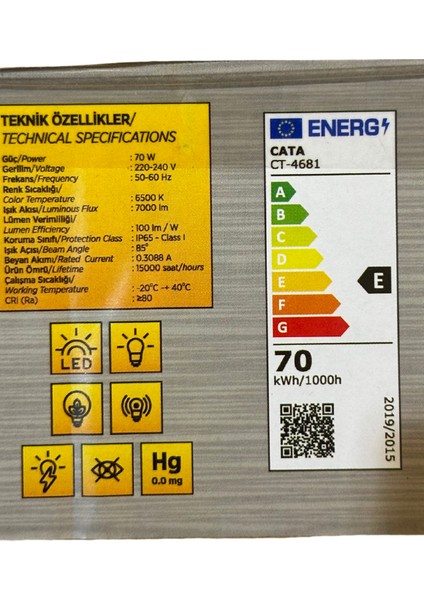 TEKNİK ÖZELLİKLER/
TECHNICAL SPECIFICATIONS
Güç/Power : 70 W
Gerilim/Voltage : 220-240 V
Frekans/Frequency : 50-60 Hz
Renk Sıcaklığı/
Color Temperature : 6500 K
Işık Akısı/Luminous Flux : 7000 lm
Lümen Verimliliği/
Lumen Efficiency : 100 lm / W
Koruma Sınıfı/Protection Class : IP65 - Class I
Işık Açısı/Beam Angle : 85°
Beyan Akımı/Rated Current : 0.3088 A
Ürün Ömrü/Lifetime : 15000 saat/hours
Çalışma Sıcaklığı/
Working Temperature : -20°C → 40°C
CRI (Ra) : ≥80
LED
Hg
0.0 mg
ENERG
CATA
CT-4681
A
B
C
D
E
F
G
E
70
kWh/1000h
2019/2015